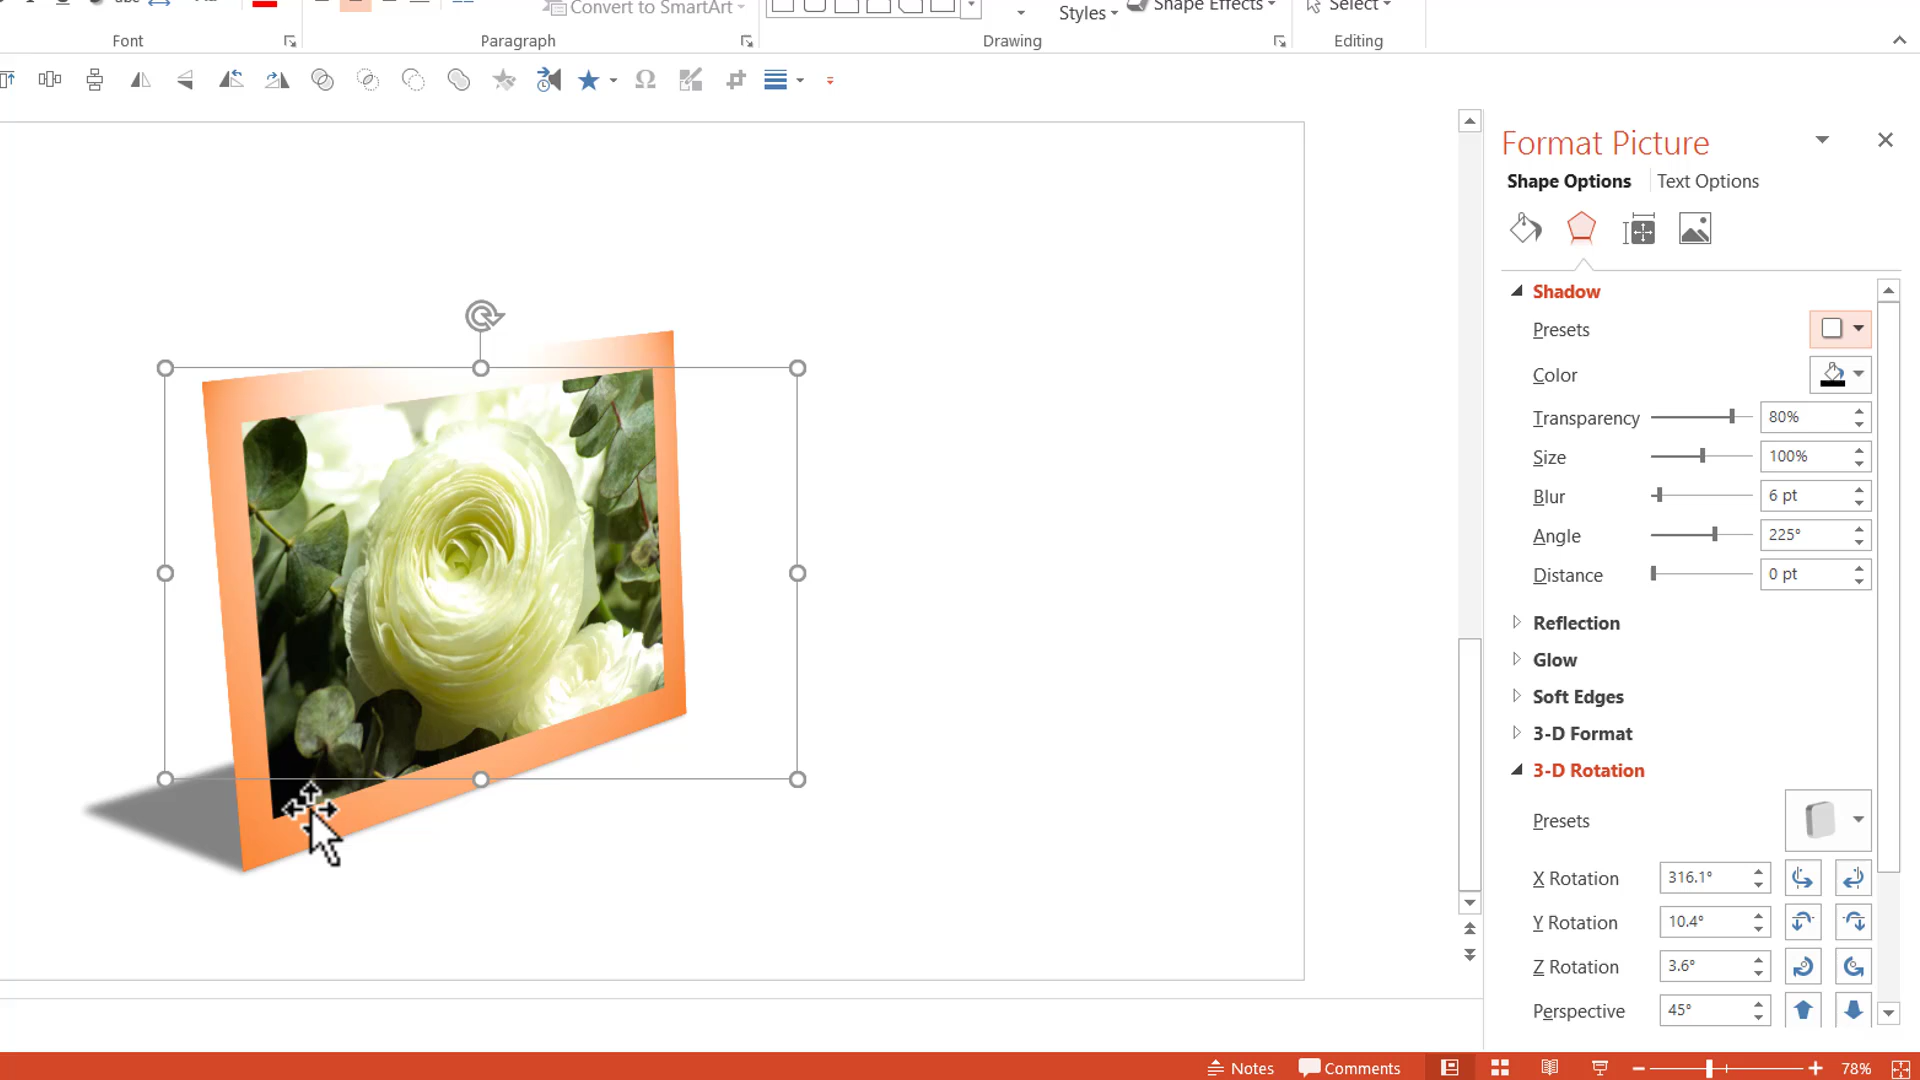 Convert to SmartArt
Styles
Shape Effects
Select
Font
Paragraph
Drawing
Editing
Format Picture
Shape Options
Text Options
Shadow
Presets
Color
Transparency 80%
Size 100%
Blur 6 pt
Angle 225°
Distance 0 pt
Reflection
Glow
Soft Edges
3-D Format
3-D Rotation
Presets
X Rotation 316.1°
Y Rotation 10.4°
Z Rotation 3.6°
Perspective 45°
Notes
Comments
78%